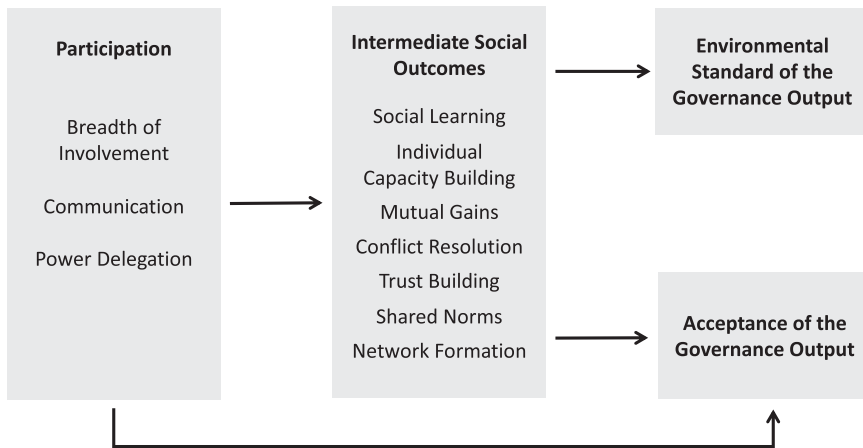 Participation
Breadth of
Involvement
Communication
Power Delegation
Intermediate Social
Outcomes
Social Learning
Individual
Capacity Building
Mutual Gains
Conflict Resolution
Trust Building
Shared Norms
Network Formation
Environmental
Standard of the
Governance Output
Acceptance of the
Governance Output